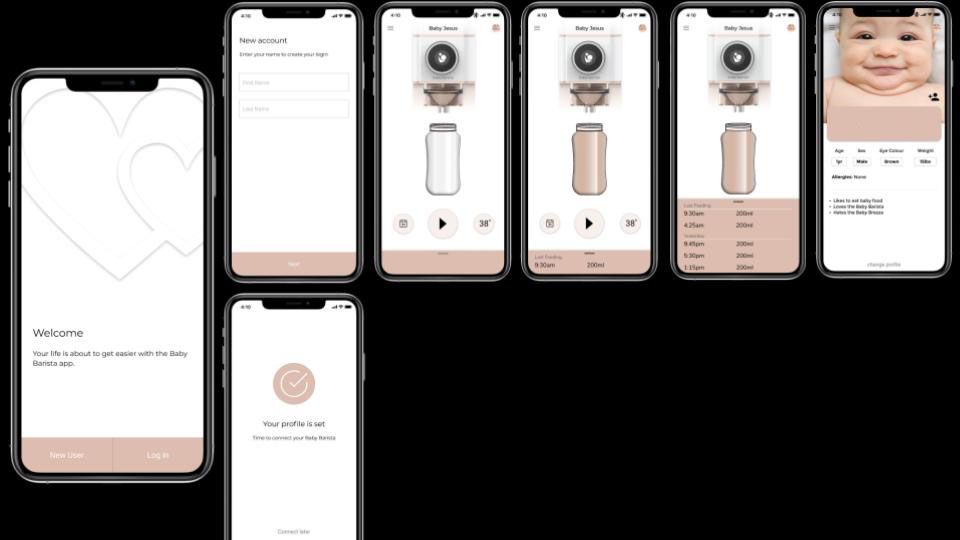 Welcome
Your life is about to get easier with the Baby
Barista app.
New User
Log in
4:10
New account
Enter your name to create your login
First Name
Last Name
Next
4:10
Your profile is set
Time to connect your Baby Barista
Connect later
4:10
Baby Jesus
38°
4:10
Baby Jesus
38°
Last Feeding
9:30am 200ml
4:10
Baby Jesus
Last Feeding
9:30am 200ml
4:25am 200ml
Yesterday
9:45pm 200ml
5:30pm 200ml
1:15pm 200ml
4:10
Age Sex Eye Colour Weight
1yr Male Brown 15lbs
Allergies: None
• Likes to eat baby food
• Loves the Baby Barista
• Hates the Baby Breeze
change profile